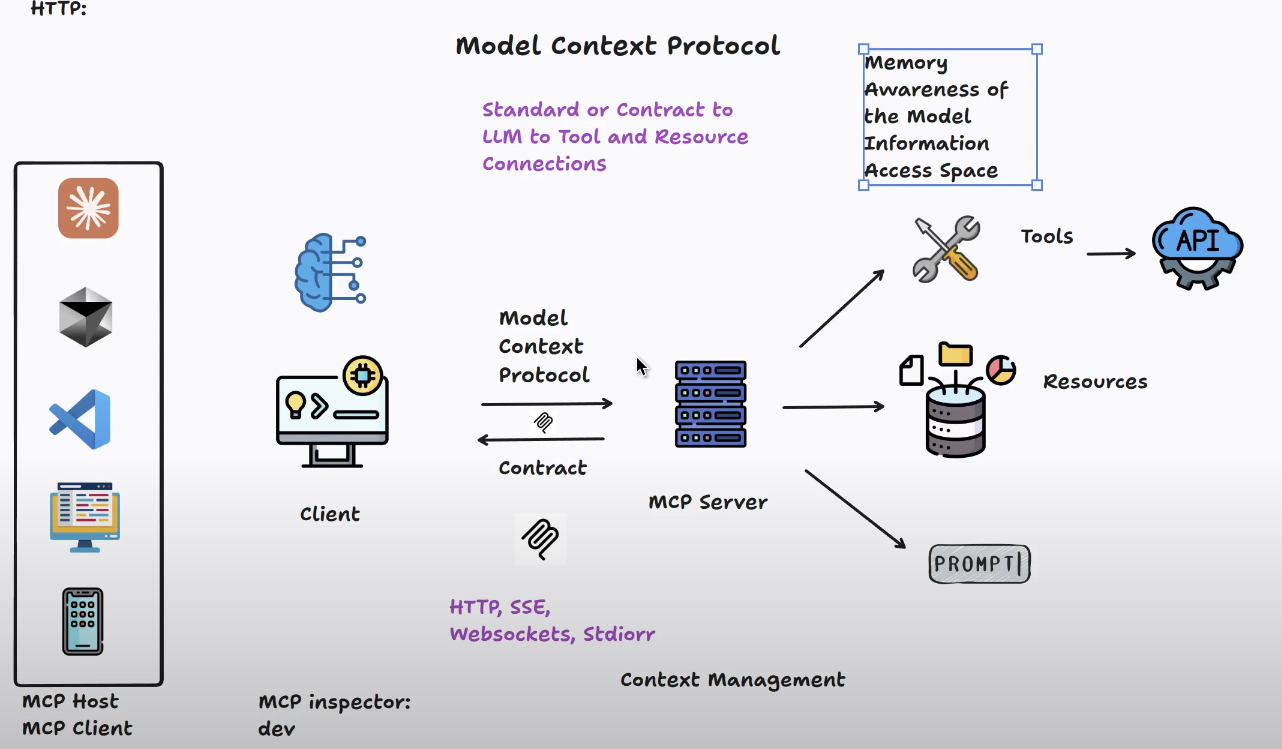 HTTP:
Model Context Protocol
Standard or Contract to
LLM to Tool and Resource
Connections
Memory
Awareness of
the Model
Information
Access Space
Tools
API
Model
Context
Protocol
Resources
Contract
Client
MCP Server
PROMPT
HTTP, SSE,
Websockets, Stdiorr
Context Management
MCP Host
MCP Client
MCP inspector:
dev